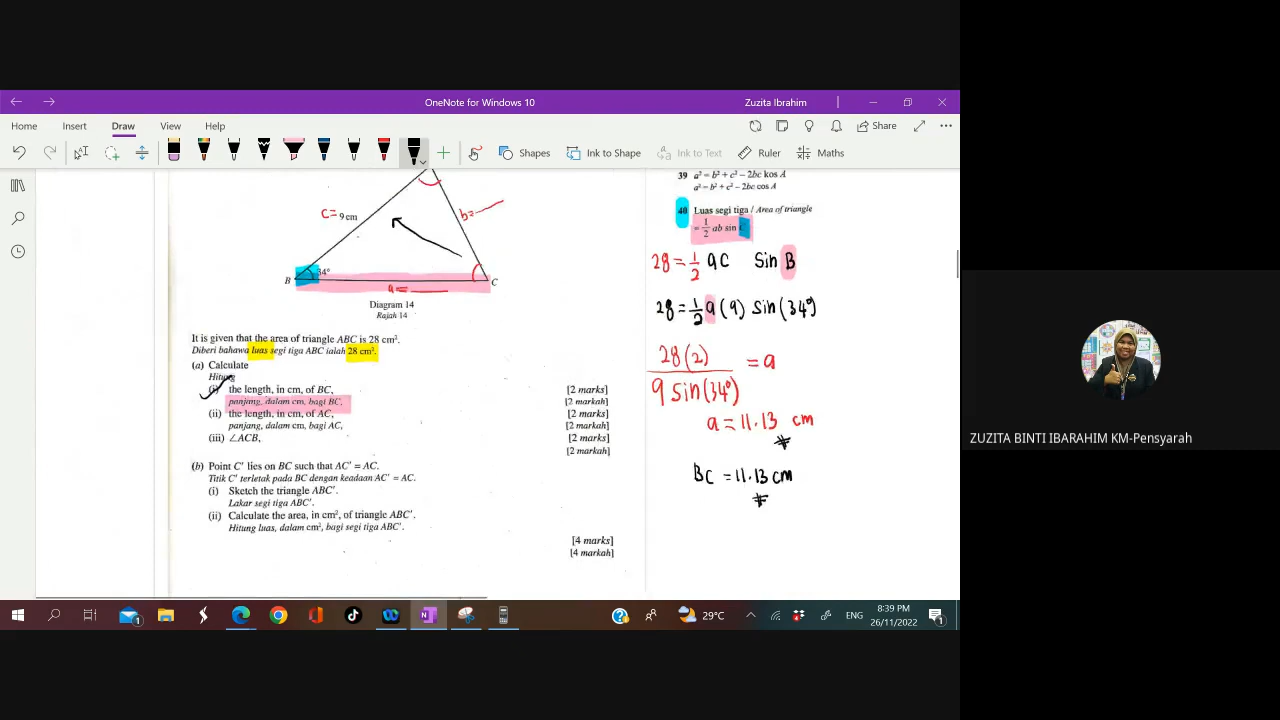 OneNote for Windows 10
Zuzita Ibrahim
Home Insert Draw View Help
Share
Shapes
Ink to Shape
Ink to Text
Ruler
Maths
c = 9 cm
b =
34°
B
C
a =
Diagram 14
Rajah 14
It is given that the area of triangle ABC is 28 cm².
Diberi bahawa luas segi tiga ABC ialah 28 cm².
(a) Calculate
Hitung
(i) the length, in cm, of BC, [2 marks]
panjang, dalam cm, bagi BC, [2 markah]
(ii) the length, in cm, of AC, [2 marks]
panjang, dalam cm, bagi AC, [2 markah]
(iii) ∠ACB, [2 marks]
[2 markah]
(b) Point C' lies on BC such that AC' = AC.
Titik C' terletak pada BC dengan keadaan AC' = AC.
(i) Sketch the triangle ABC'.
Lakar segi tiga ABC'.
(ii) Calculate the area, in cm², of triangle ABC'.
Hitung luas, dalam cm², bagi segi tiga ABC'.
[4 marks]
[4 markah]
39 a² = b² + c² – 2bc kos A
a² = b² + c² – 2bc cos A
40 Luas segi tiga / Area of triangle
= 1/2 ab sin C
28 = 1/2 ac Sin B
28 = 1/2 a (9) sin (34°)
28(2) / 9 sin(34°) = a
a = 11.13 cm
BC = 11.13 cm
ZUZITA BINTI IBARAHIM KM-Pensyarah
1
29°C
ENG
8:39 PM
26/11/2022
1